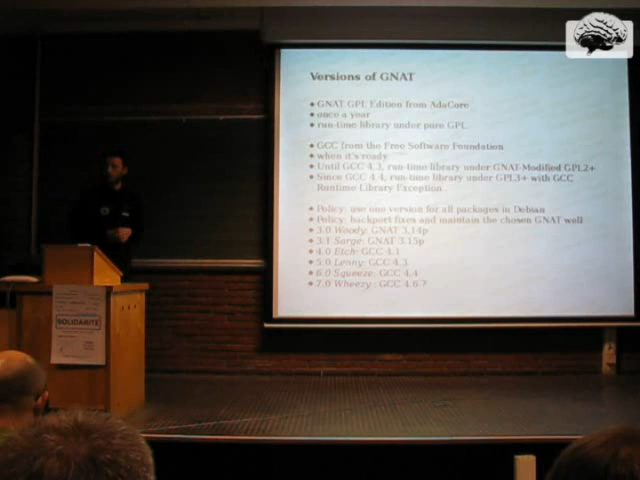 Versions of GNAT
GNAT GPL Edition from AdaCore
once a year
run-time library under pure GPL
GCC from the Free Software Foundation
when it's ready
Until GCC 4.3, run-time library under GNAT-Modified GPL2+
Since GCC 4.4, run-time library under GPL3+ with GCC
Runtime Library Exception
Policy: use one version for all packages in Debian
Policy: backport fixes and maintain the chosen GNAT well
3.0 Woody: GNAT 3.14p
3.1 Sarge: GNAT 3.15p
4.0 Etch: GCC 4.1
5.0 Lenny: GCC 4.3
6.0 Squeeze: GCC 4.4
7.0 Wheezy: GCC 4.6 ?
SOLIDARITÉ